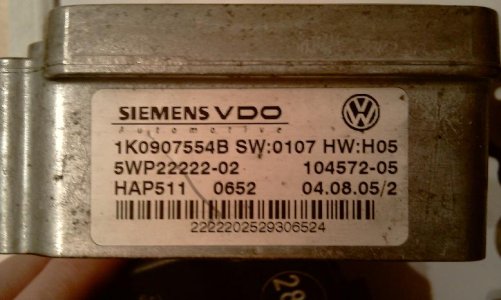 SIEMENS VDO
Automotive
1K0907554B SW:0107 HW:H05
5WP22222-02 104572-05
HAP511 0652 04.08.05/2
2222202529306524
28